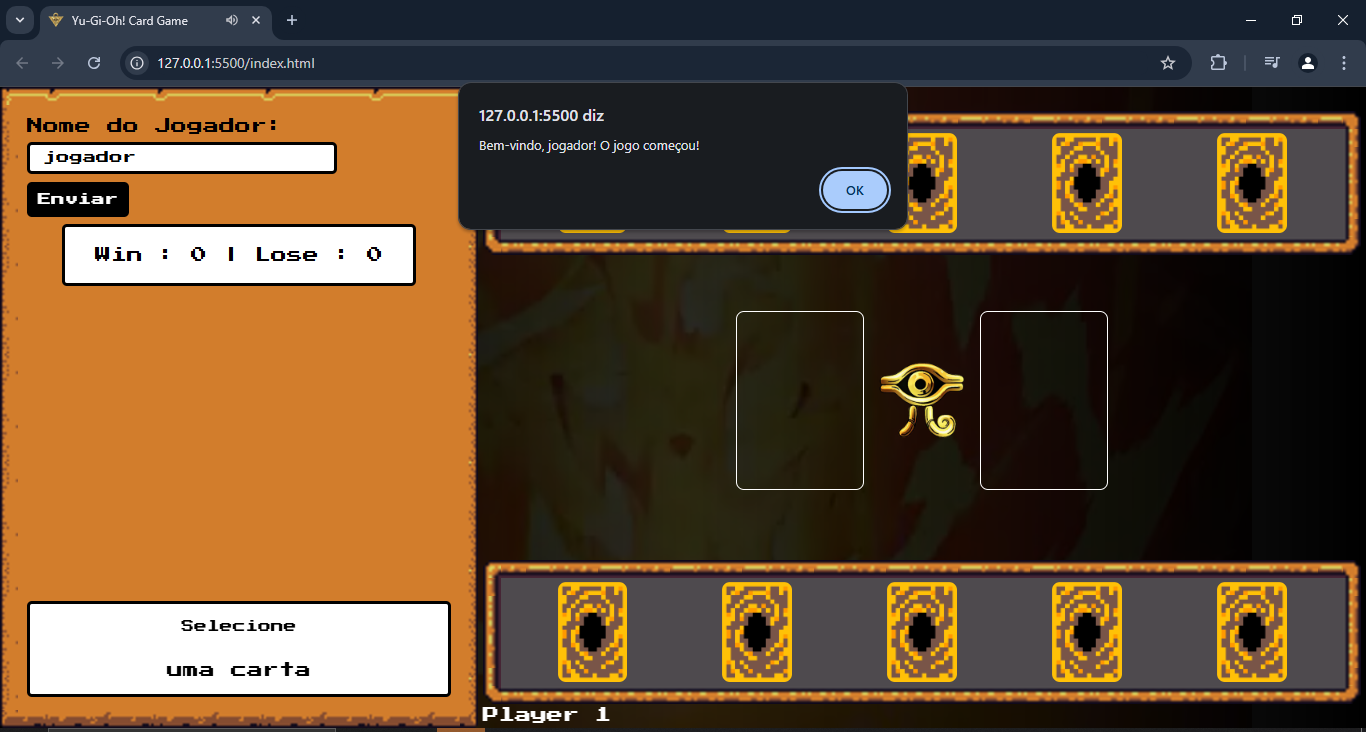 Yu-Gi-Oh! Card Game
127.0.0.1:5500/index.html
127.0.0.1:5500 diz
Bem-vindo, jogador! O jogo começou!
OK
Nome do Jogador:
jogador
Enviar
Win : 0 | Lose : 0
Selecione
uma carta
Player 1